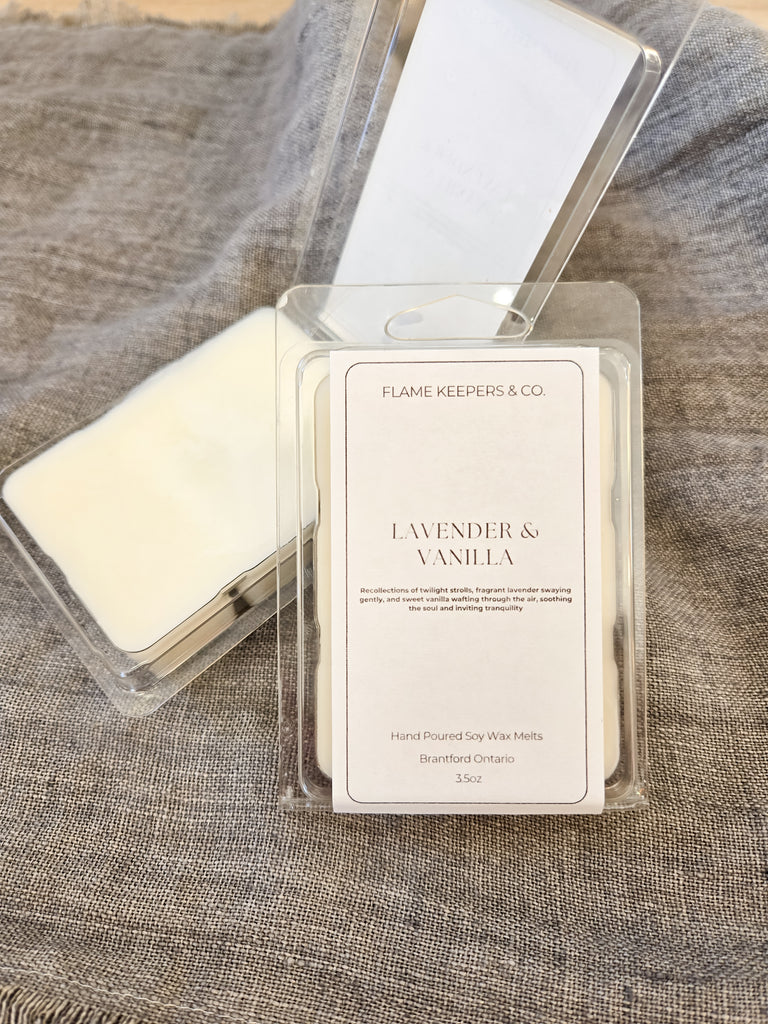 FLAME KEEPERS & CO.
LAVENDER &
VANILLA
Recollections of twilight strolls, fragrant lavender swaying
gently, and sweet vanilla wafting through the air, soothing
the soul and inviting tranquility
Hand Poured Soy Wax Melts
Brantford Ontario
3.5oz